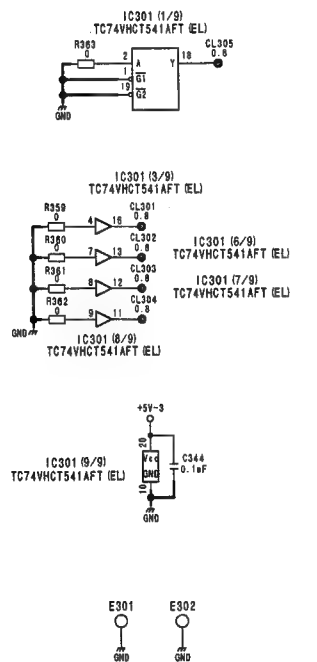 IC301 (1/9)
TC74VHCT541AFT (EL)
R363
0
2
A
Y
18
CL305
0.8
1
G1
19
G2
GND
IC301 (3/9)
TC74VHCT541AFT (EL)
R359
0
4
16
CL301
0.8
R360
0
7
13
CL302
0.8
IC301 (6/9)
TC74VHCT541AFT (EL)
R361
0
8
12
CL303
0.8
IC301 (7/9)
TC74VHCT541AFT (EL)
R362
0
9
11
CL304
0.8
GND
IC301 (8/9)
TC74VHCT541AFT (EL)
+5V-3
20
Vcc
GND
10
C344
0.1mF
IC301 (9/9)
TC74VHCT541AFT (EL)
GND
E301
E302
GND
GND